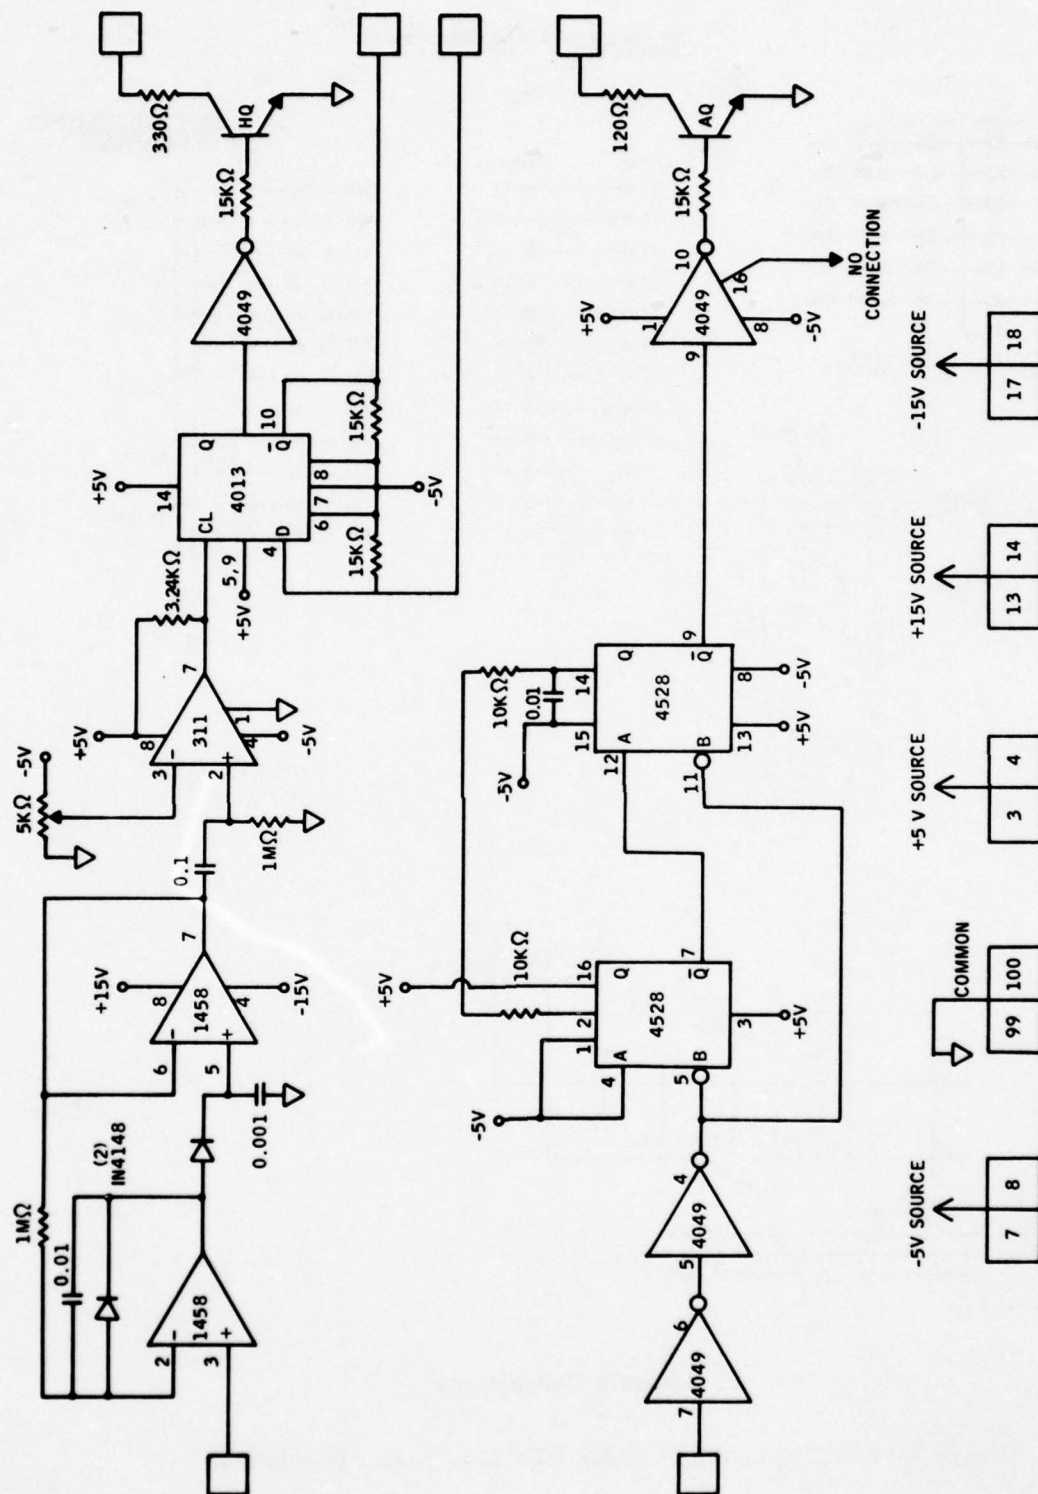 1MΩ
0.01
(2)
IN4148
2
−
3
+
1458
+15V
8
6
−
5
+
1458
4
7
-15V
0.001
0.1
1MΩ
5KΩ
-5V
+5V
8
3
−
2
+
311
1
4
7
-5V
3.24KΩ
+5V
14
CL
Q
4013
5,9
+5V
4
D
6
7
8
Q̅
10
15KΩ
15KΩ
-5V
4049
15KΩ
HQ
330Ω
7
4049
6
5
4049
4
-5V
+5V
10KΩ
1
2
16
4
A
Q
4528
5
B
Q̅
7
3
+5V
10KΩ
0.01
-5V
15
14
12
A
Q
4528
11
B
Q̅
9
13
8
+5V
-5V
+5V
1
9
4049
10
16
8
-5V
NO
CONNECTION
15KΩ
AQ
120Ω
-5V SOURCE
7 8
COMMON
99 100
+5 V SOURCE
3 4
+15V SOURCE
13 14
-15V SOURCE
17 18